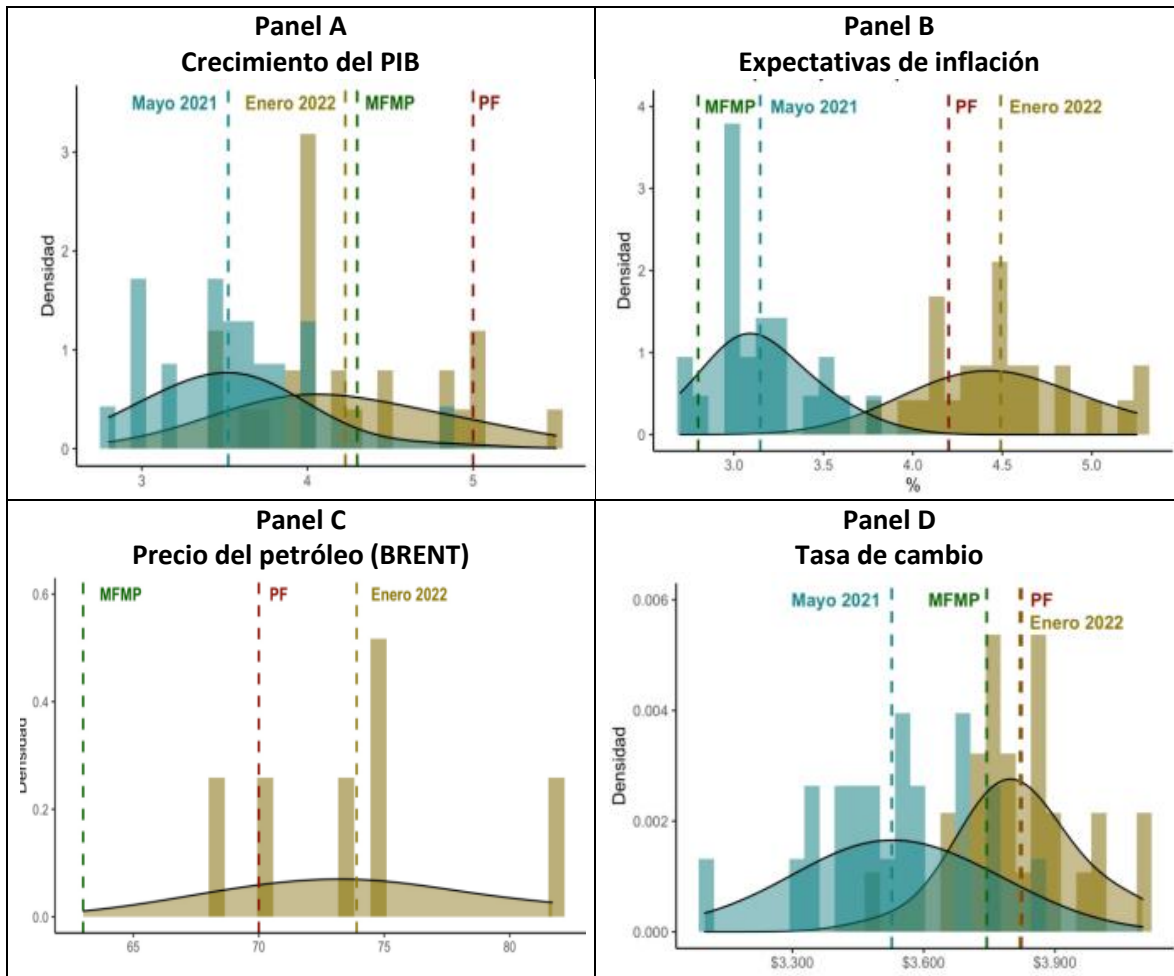 Panel A
Crecimiento del PIB
Mayo 2021
Enero 2022
MFMP
PF
Densidad
3
2
1
0
3
4
5
Panel B
Expectativas de inflación
MFMP
Mayo 2021
PF
Enero 2022
Densidad
4
3
2
1
0
3.0
3.5
4.0
4.5
5.0
%
Panel C
Precio del petróleo (BRENT)
MFMP
PF
Enero 2022
Densidad
0.6
0.4
0.2
0.0
65
70
75
80
Panel D
Tasa de cambio
Mayo 2021
MFMP
PF
Enero 2022
Densidad
0.006
0.004
0.002
0.000
$3.300
$3.600
$3.900